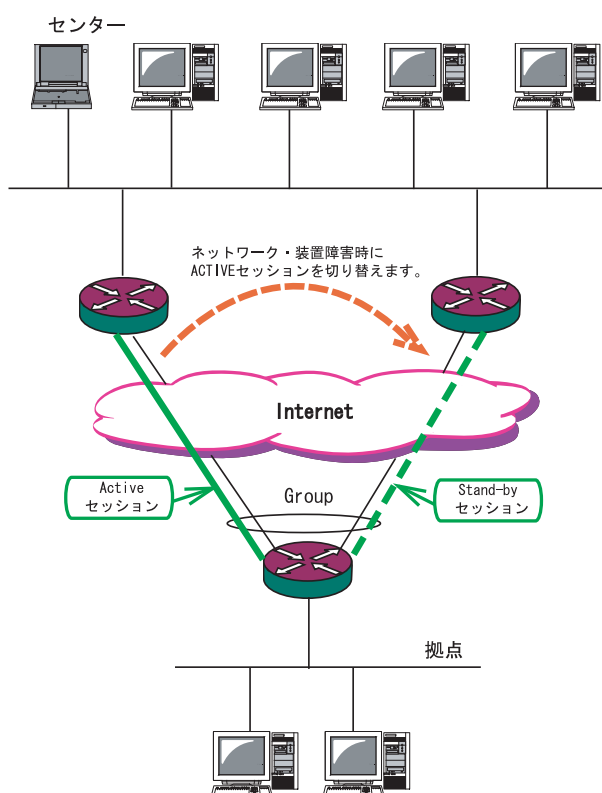 センター
ネットワーク・装置障害時に
ACTIVEセッションを切り替えます。
Internet
Active
セッション
Group
Stand-by
セッション
拠点